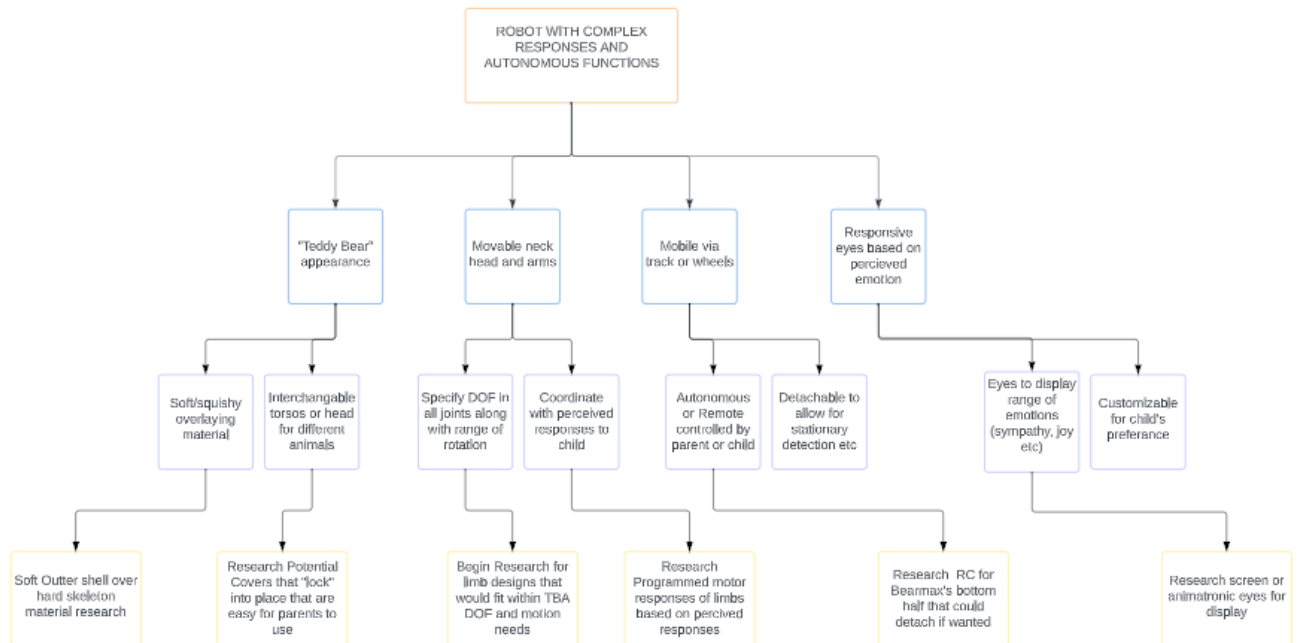 ROBOT WITH COMPLEX
RESPONSES AND
AUTONOMOUS FUNCTIONS
"Teddy Bear"
appearance
Movable neck
head and arms
Mobile via
track or wheels
Responsive
eyes based on
percieved
emotion
Soft/squishy
overlaying
material
Interchangable
torsos or head
for different
animals
Specify DOF in
all joints along
with range of
rotation
Coordinate
with perceived
responses to
child
Autonomous
or Remote
controlled by
parent or child
Detachable to
allow for
stationary
detection etc
Eyes to display
range of
emotions
(sympathy, joy
etc)
Customizable
for child's
preferance
Soft Outter shell over
hard skeleton
material research
Research Potential
Covers that "lock"
into place that are
easy for parents to
use
Begin Research for
limb designs that
would fit within TBA
DOF and motion
needs
Research
Programmed motor
responses of limbs
based on percived
responses
Research RC for
Bearmax's bottom
half that could
detach if wanted
Research screen or
animatronic eyes for
display